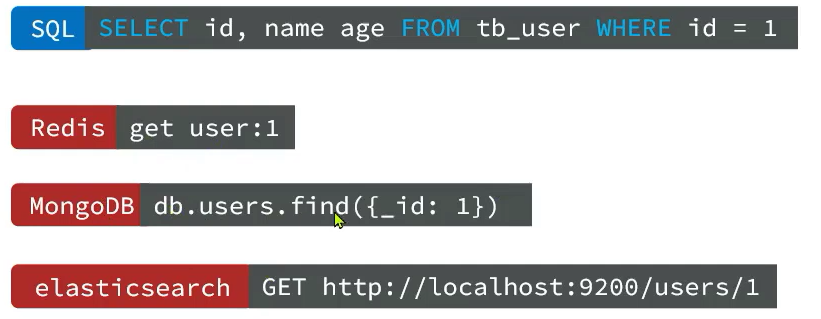 SQL SELECT id, name age FROM tb_user WHERE id = 1
Redis get user:1
MongoDB db.users.find({_id: 1})
elasticsearch GET http://localhost:9200/users/1